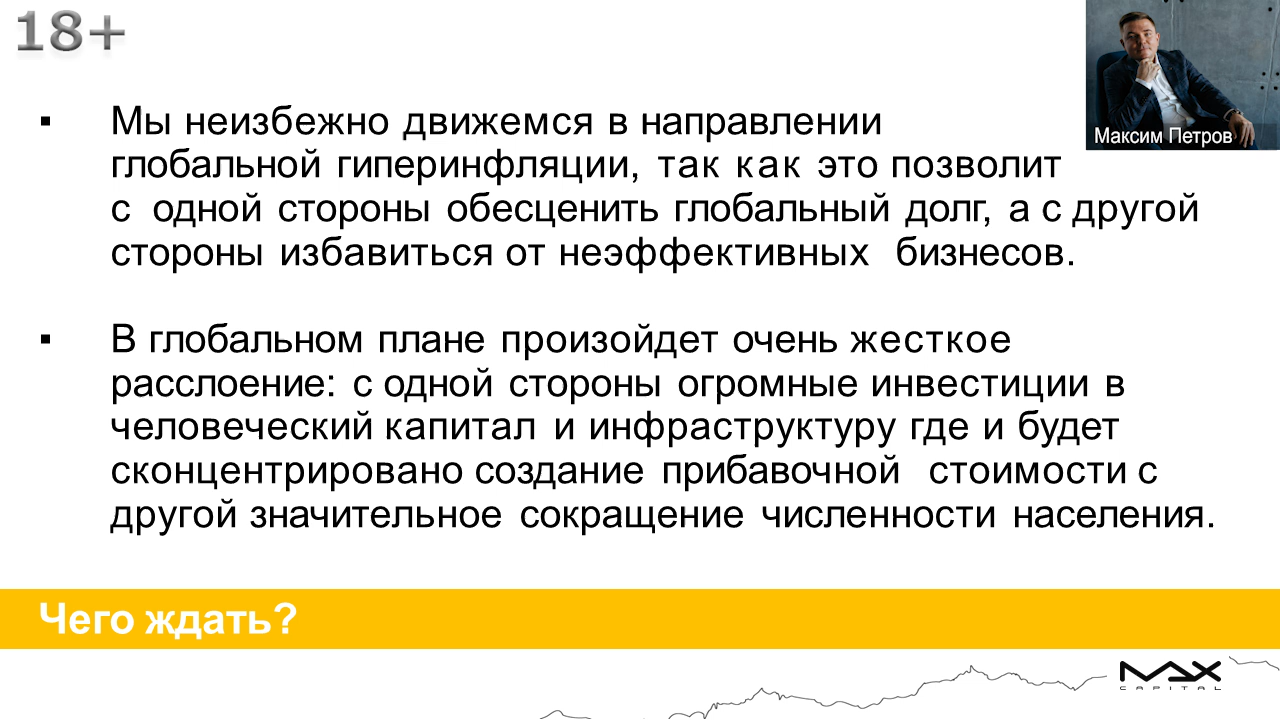 18+
Максим Петров
Мы неизбежно движемся в направлении
глобальной гиперинфляции, так как это позволит
с одной стороны обесценить глобальный долг, а с другой
стороны избавиться от неэффективных бизнесов.
В глобальном плане произойдет очень жесткое
расслоение: с одной стороны огромные инвестиции в
человеческий капитал и инфраструктуру где и будет
сконцентрировано создание прибавочной стоимости с
другой значительное сокращение численности населения.
Чего ждать?
MAX
CAPITAL